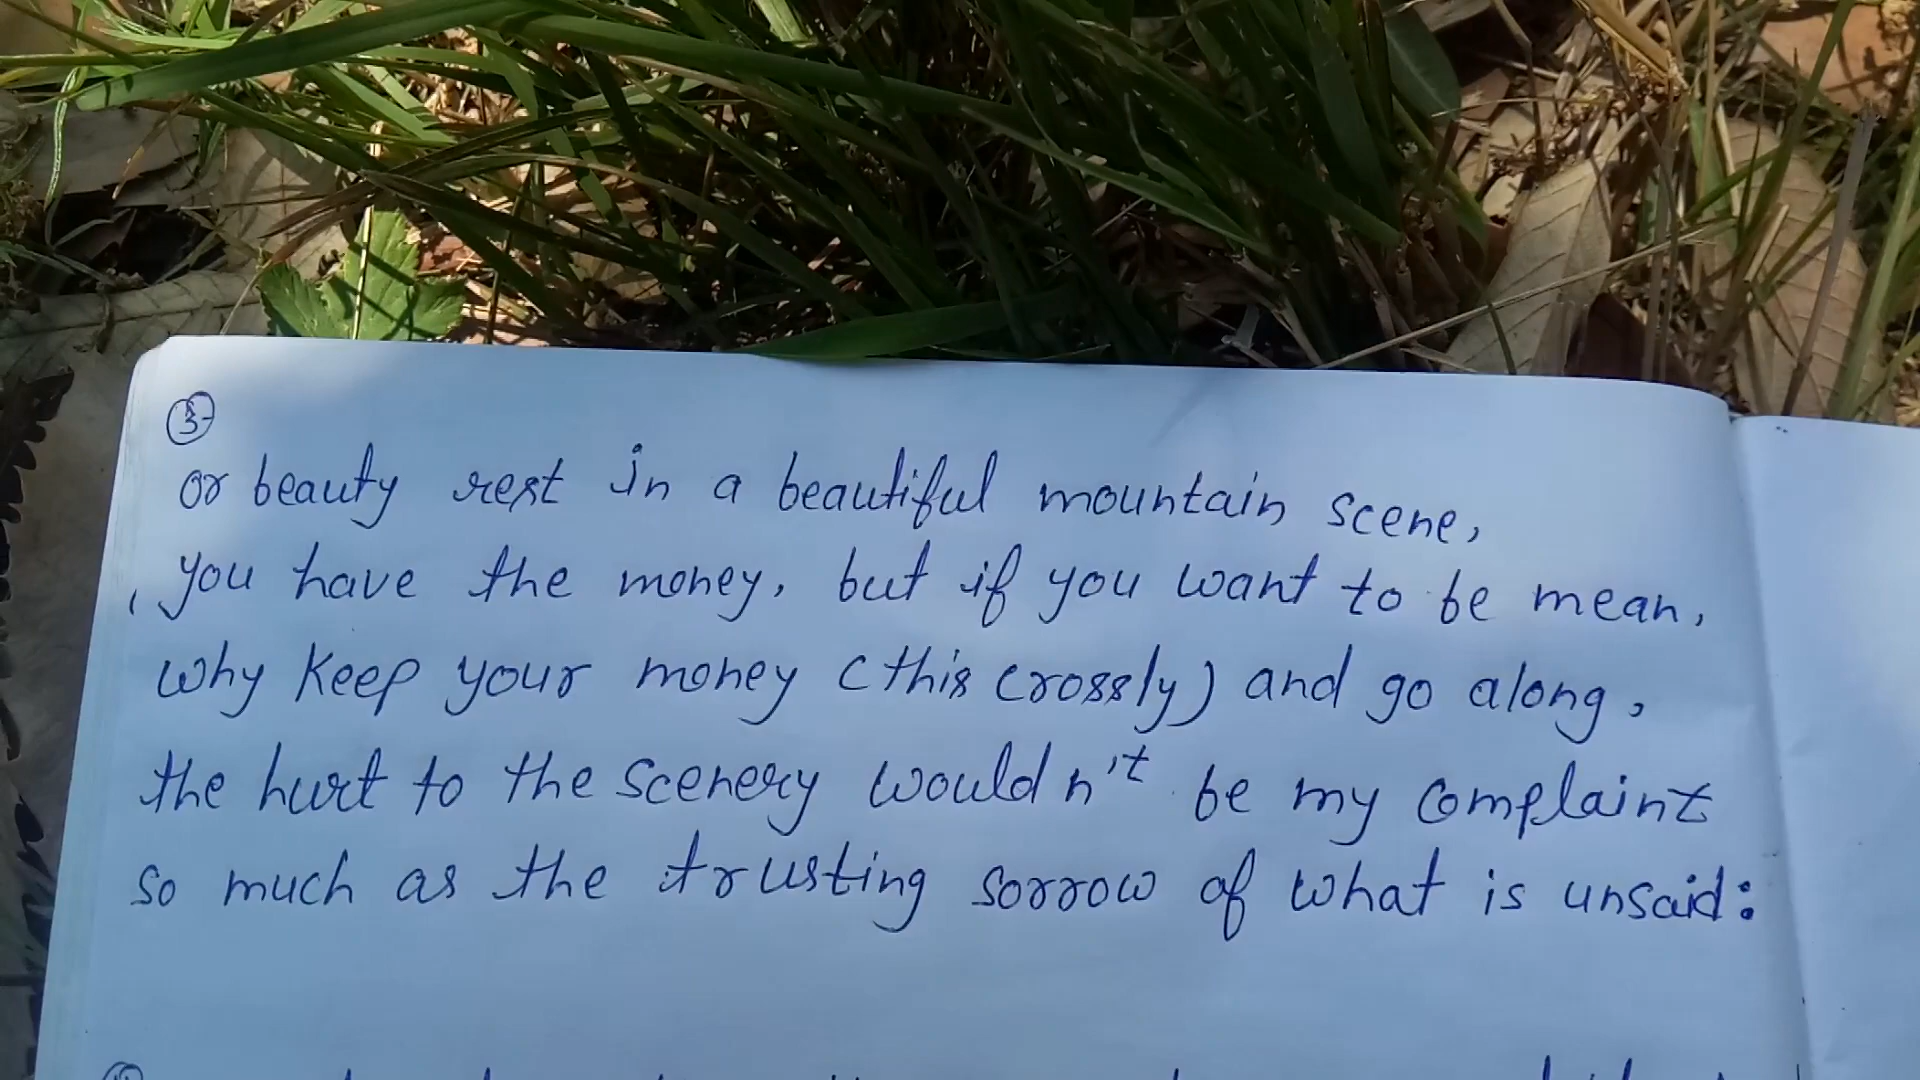 3
or beauty rest in a beautiful mountain scene,
, you have the money, but if you want to be mean,
why keep your money (this crossly) and go along,
the hurt to the scenery wouldn't be my complaint
so much as the trusting sorrow of what is unsaid: